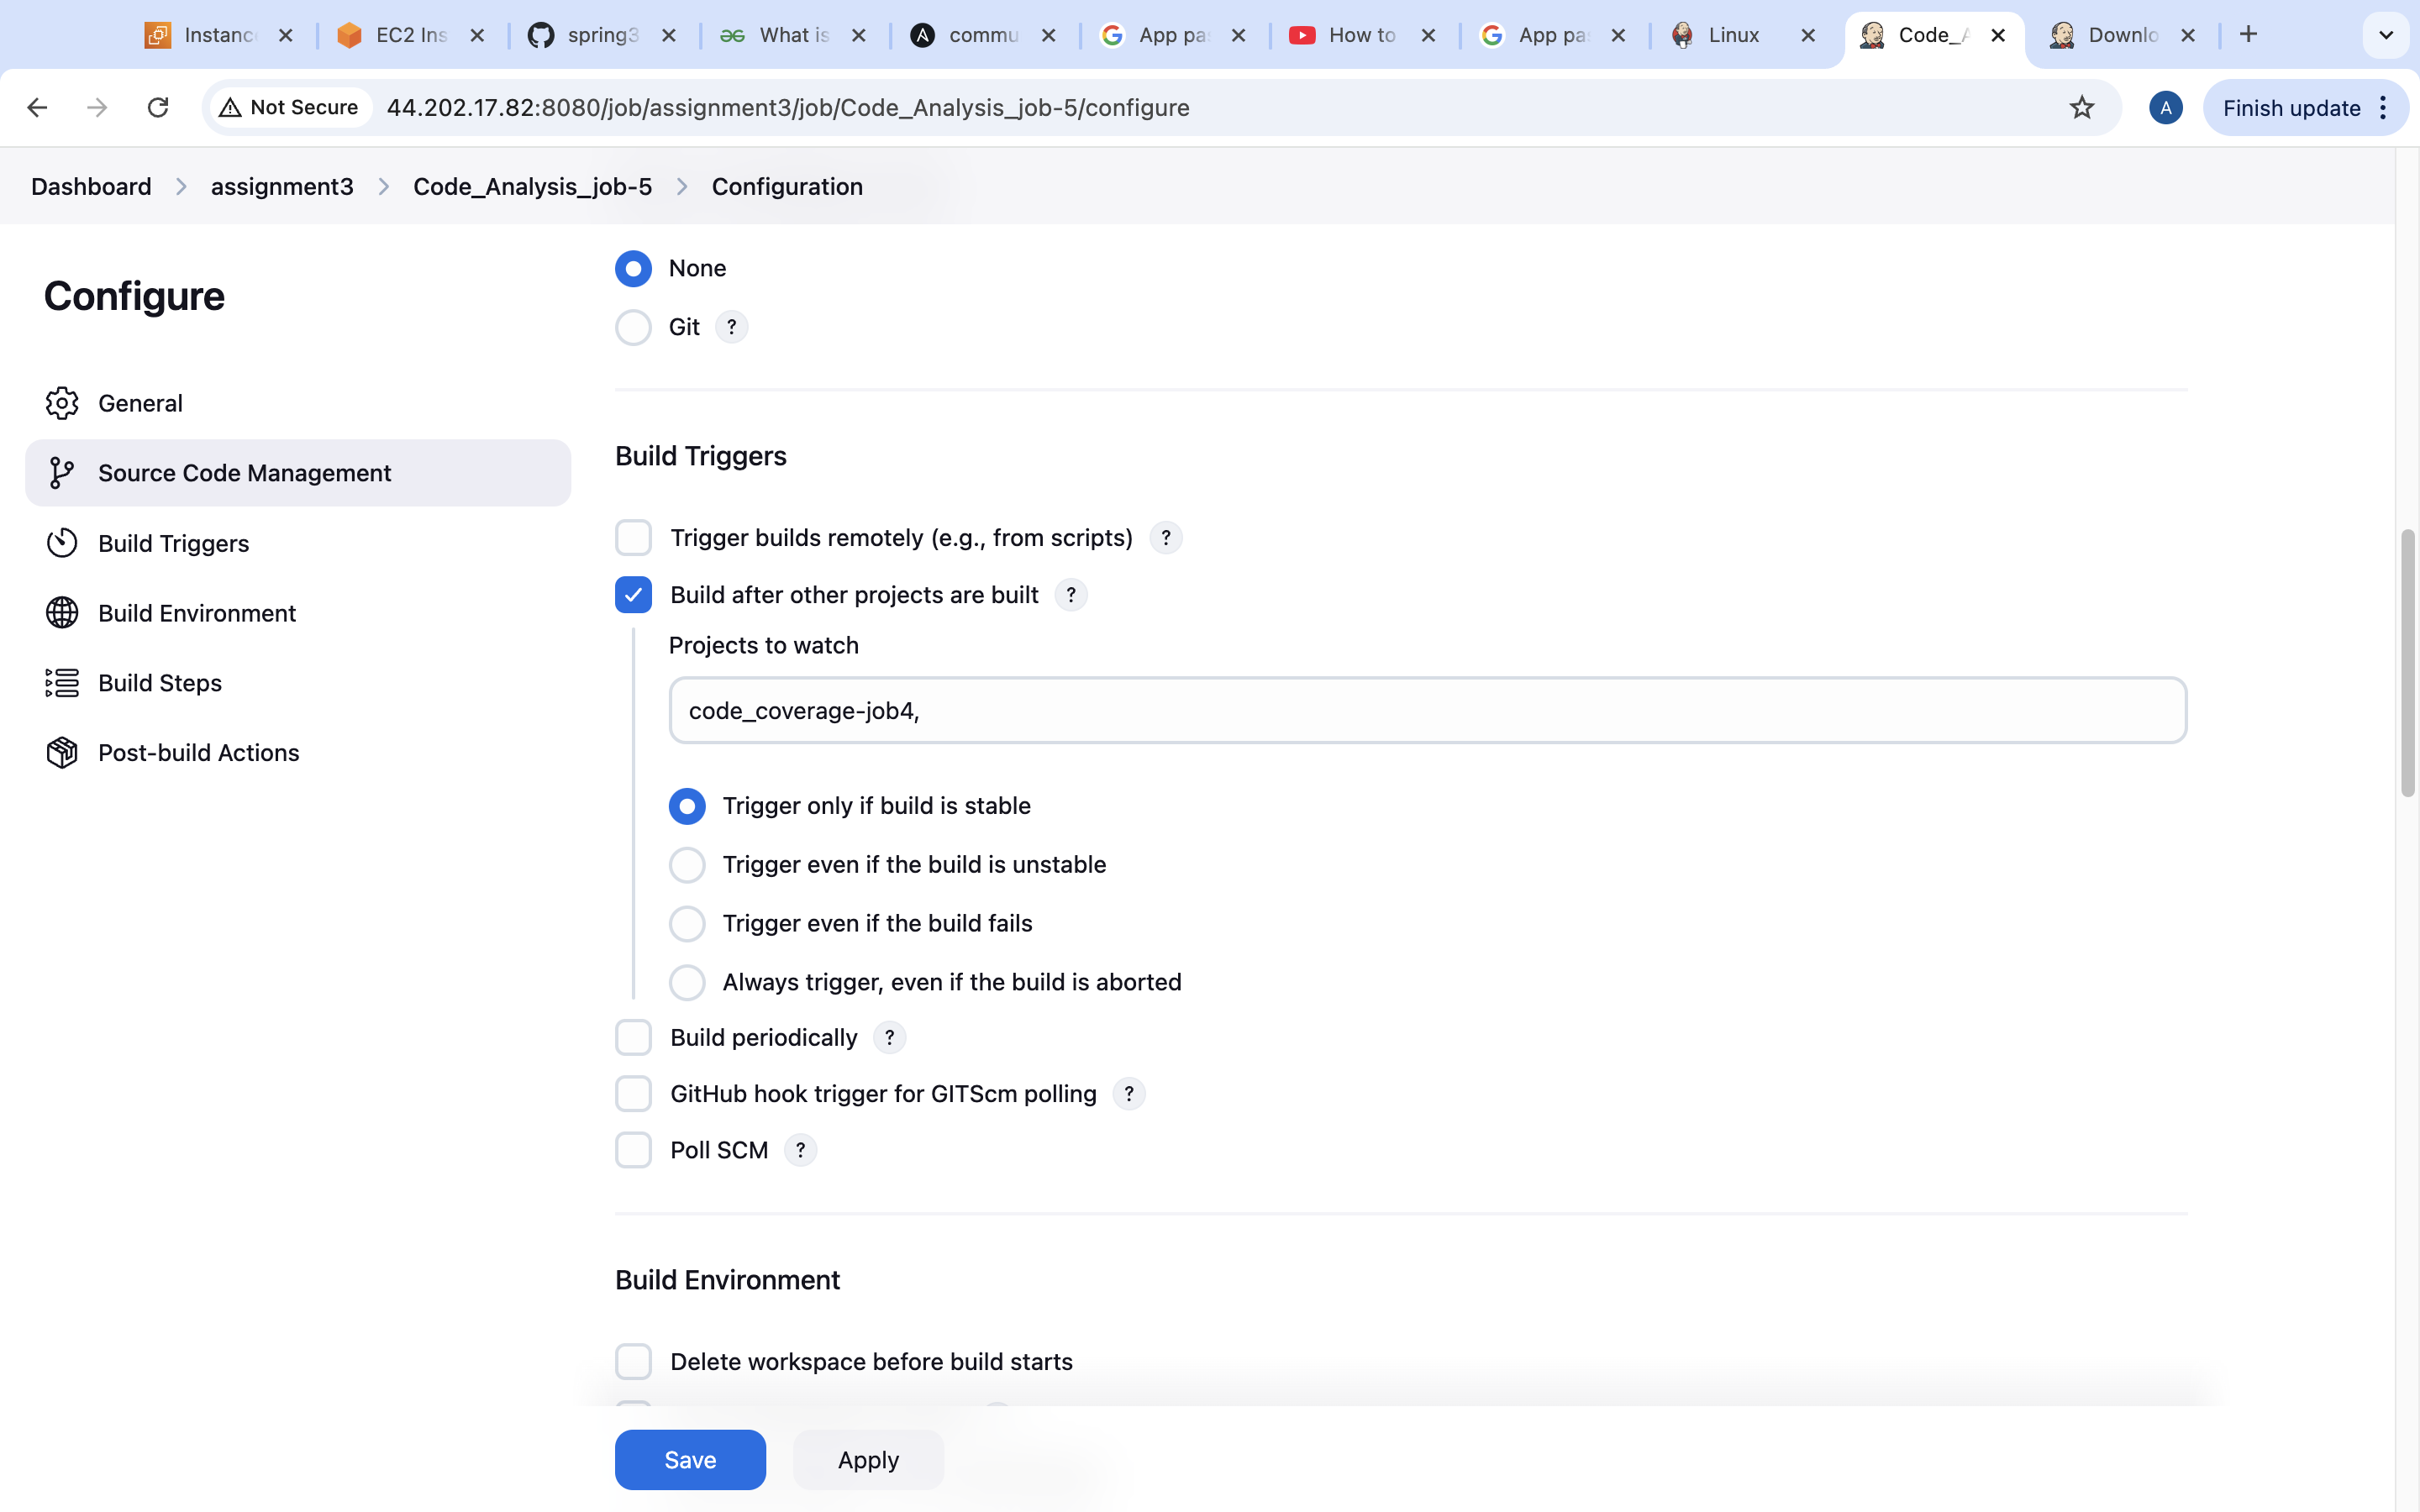 Instanc
EC2 Ins
spring3
What is
commu
App pa
How to
App pa
Linux
Code_A
Downlo
Not Secure
44.202.17.82:8080/job/assignment3/job/Code_Analysis_job-5/configure
A
Finish update
Dashboard > assignment3 > Code_Analysis_job-5 > Configuration
Configure
General
Source Code Management
Build Triggers
Build Environment
Build Steps
Post-build Actions
None
Git ?
Build Triggers
Trigger builds remotely (e.g., from scripts) ?
Build after other projects are built ?
Projects to watch
code_coverage-job4,
Trigger only if build is stable
Trigger even if the build is unstable
Trigger even if the build fails
Always trigger, even if the build is aborted
Build periodically ?
GitHub hook trigger for GITScm polling ?
Poll SCM ?
Build Environment
Delete workspace before build starts
Save
Apply